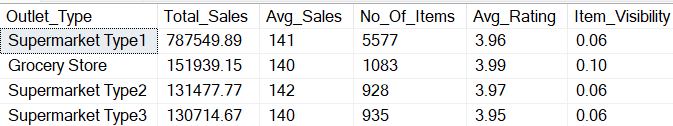 Outlet_Type Total_Sales Avg_Sales No_Of_Items Avg_Rating Item_Visibility
Supermarket Type1 787549.89 141 5577 3.96 0.06
Grocery Store 151939.15 140 1083 3.99 0.10
Supermarket Type2 131477.77 142 928 3.97 0.06
Supermarket Type3 130714.67 140 935 3.95 0.06